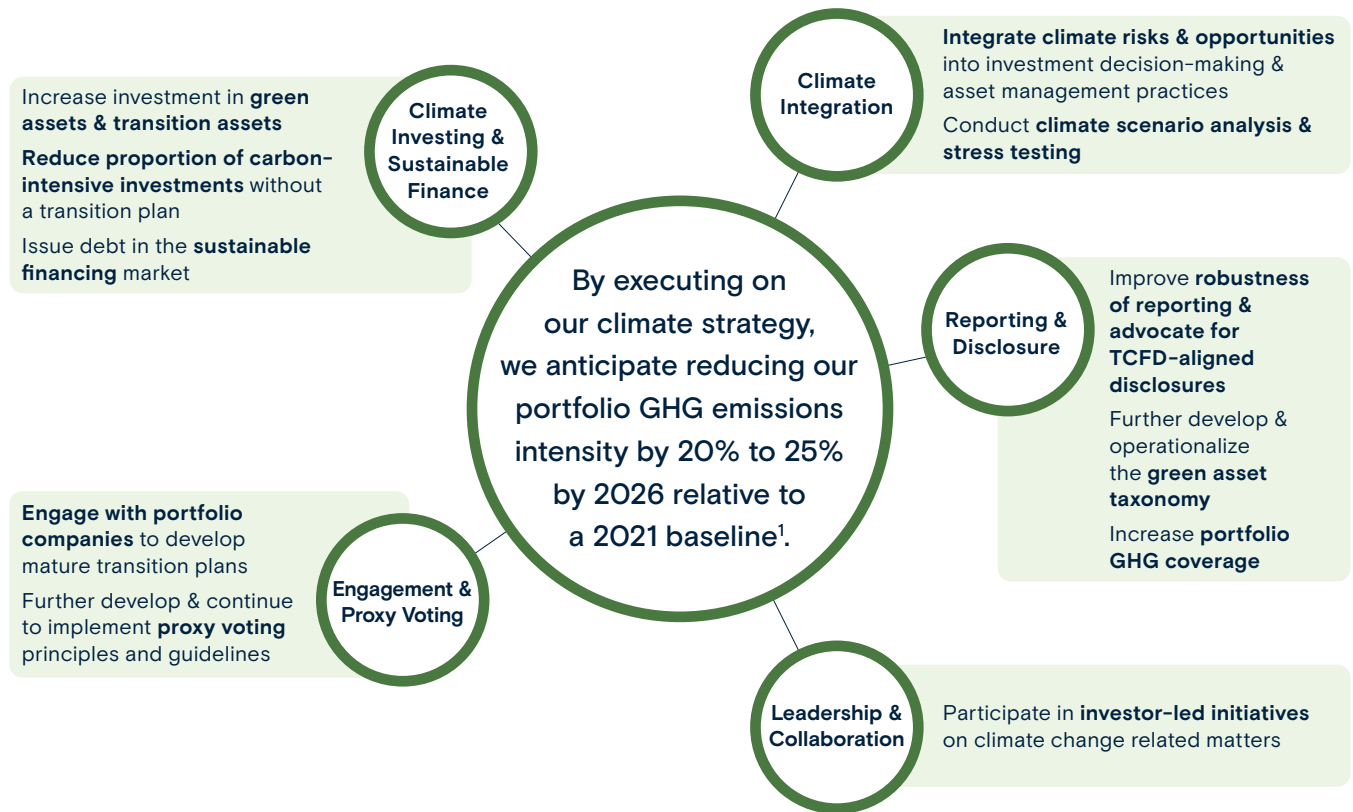 Climate
Integration
Integrate climate risks & opportunities
into investment decision-making &
asset management practices
Conduct climate scenario analysis &
stress testing
Increase investment in green
assets & transition assets
Reduce proportion of carbon-
intensive investments without
a transition plan
Issue debt in the sustainable
financing market
Climate
Investing &
Sustainable
Finance
By executing on
our climate strategy,
we anticipate reducing our
portfolio GHG emissions
intensity by 20% to 25%
by 2026 relative to
a 2021 baseline¹.
Reporting &
Disclosure
Improve robustness
of reporting &
advocate for
TCFD-aligned
disclosures
Further develop &
operationalize
the green asset
taxonomy
Increase portfolio
GHG coverage
Engage with portfolio
companies to develop
mature transition plans
Further develop & continue
to implement proxy voting
principles and guidelines
Engagement &
Proxy Voting
Leadership &
Collaboration
Participate in investor-led initiatives
on climate change related matters